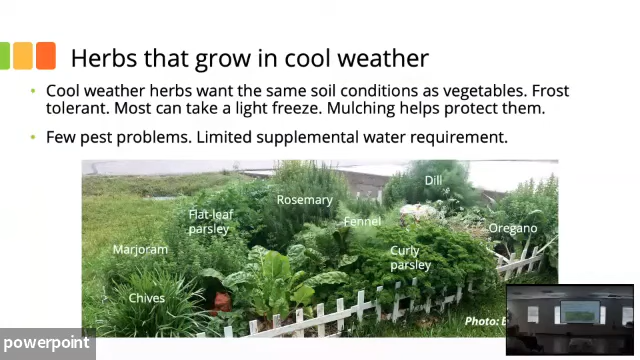 Herbs that grow in cool weather
• Cool weather herbs want the same soil conditions as vegetables. Frost
tolerant. Most can take a light freeze. Mulching helps protect them.
• Few pest problems. Limited supplemental water requirement.
Dill
Rosemary
Flat-leaf
parsley
Fennel
Oregano
Marjoram
Curly
parsley
Chives
Photo:
powerpoint